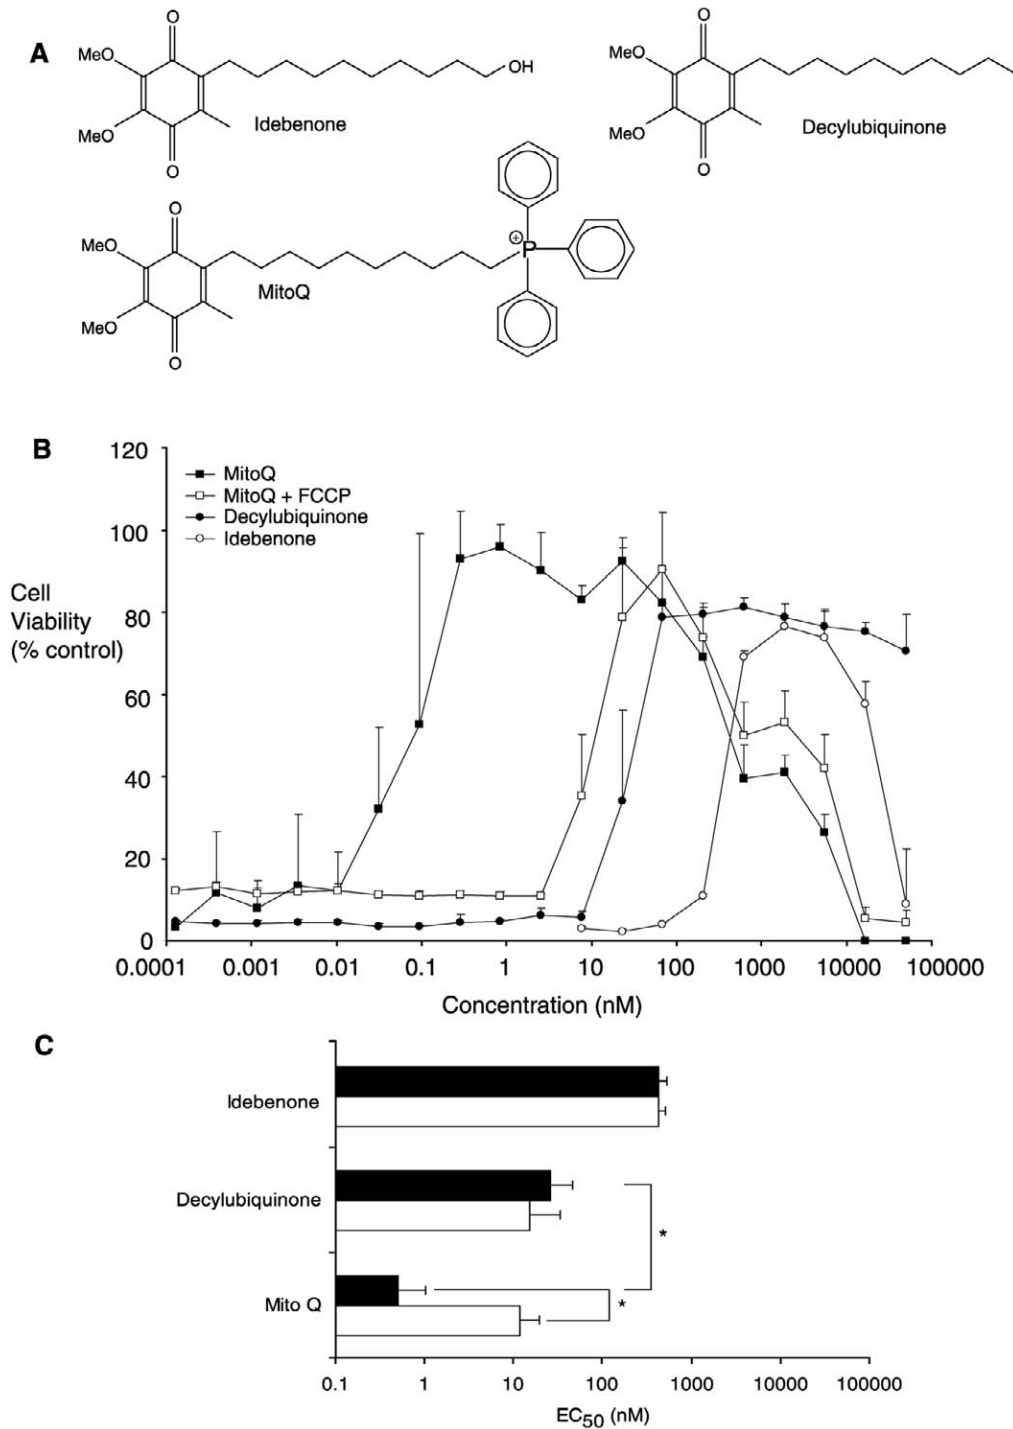 A
O
MeO
OH
MeO
Idebenone
O
O
MeO
MeO
Decylubiquinone
O
O
MeO
⊕
P
MitoQ
MeO
O
B
120
100
80
60
40
20
0
Cell
Viability
(% control)
MitoQ
MitoQ + FCCP
Decylubiquinone
Idebenone
0.0001 0.001 0.01 0.1 1 10 100 1000 10000 100000
Concentration (nM)
C
Idebenone
Decylubiquinone
*
Mito Q
*
0.1 1 10 100 1000 10000 100000
EC50 (nM)